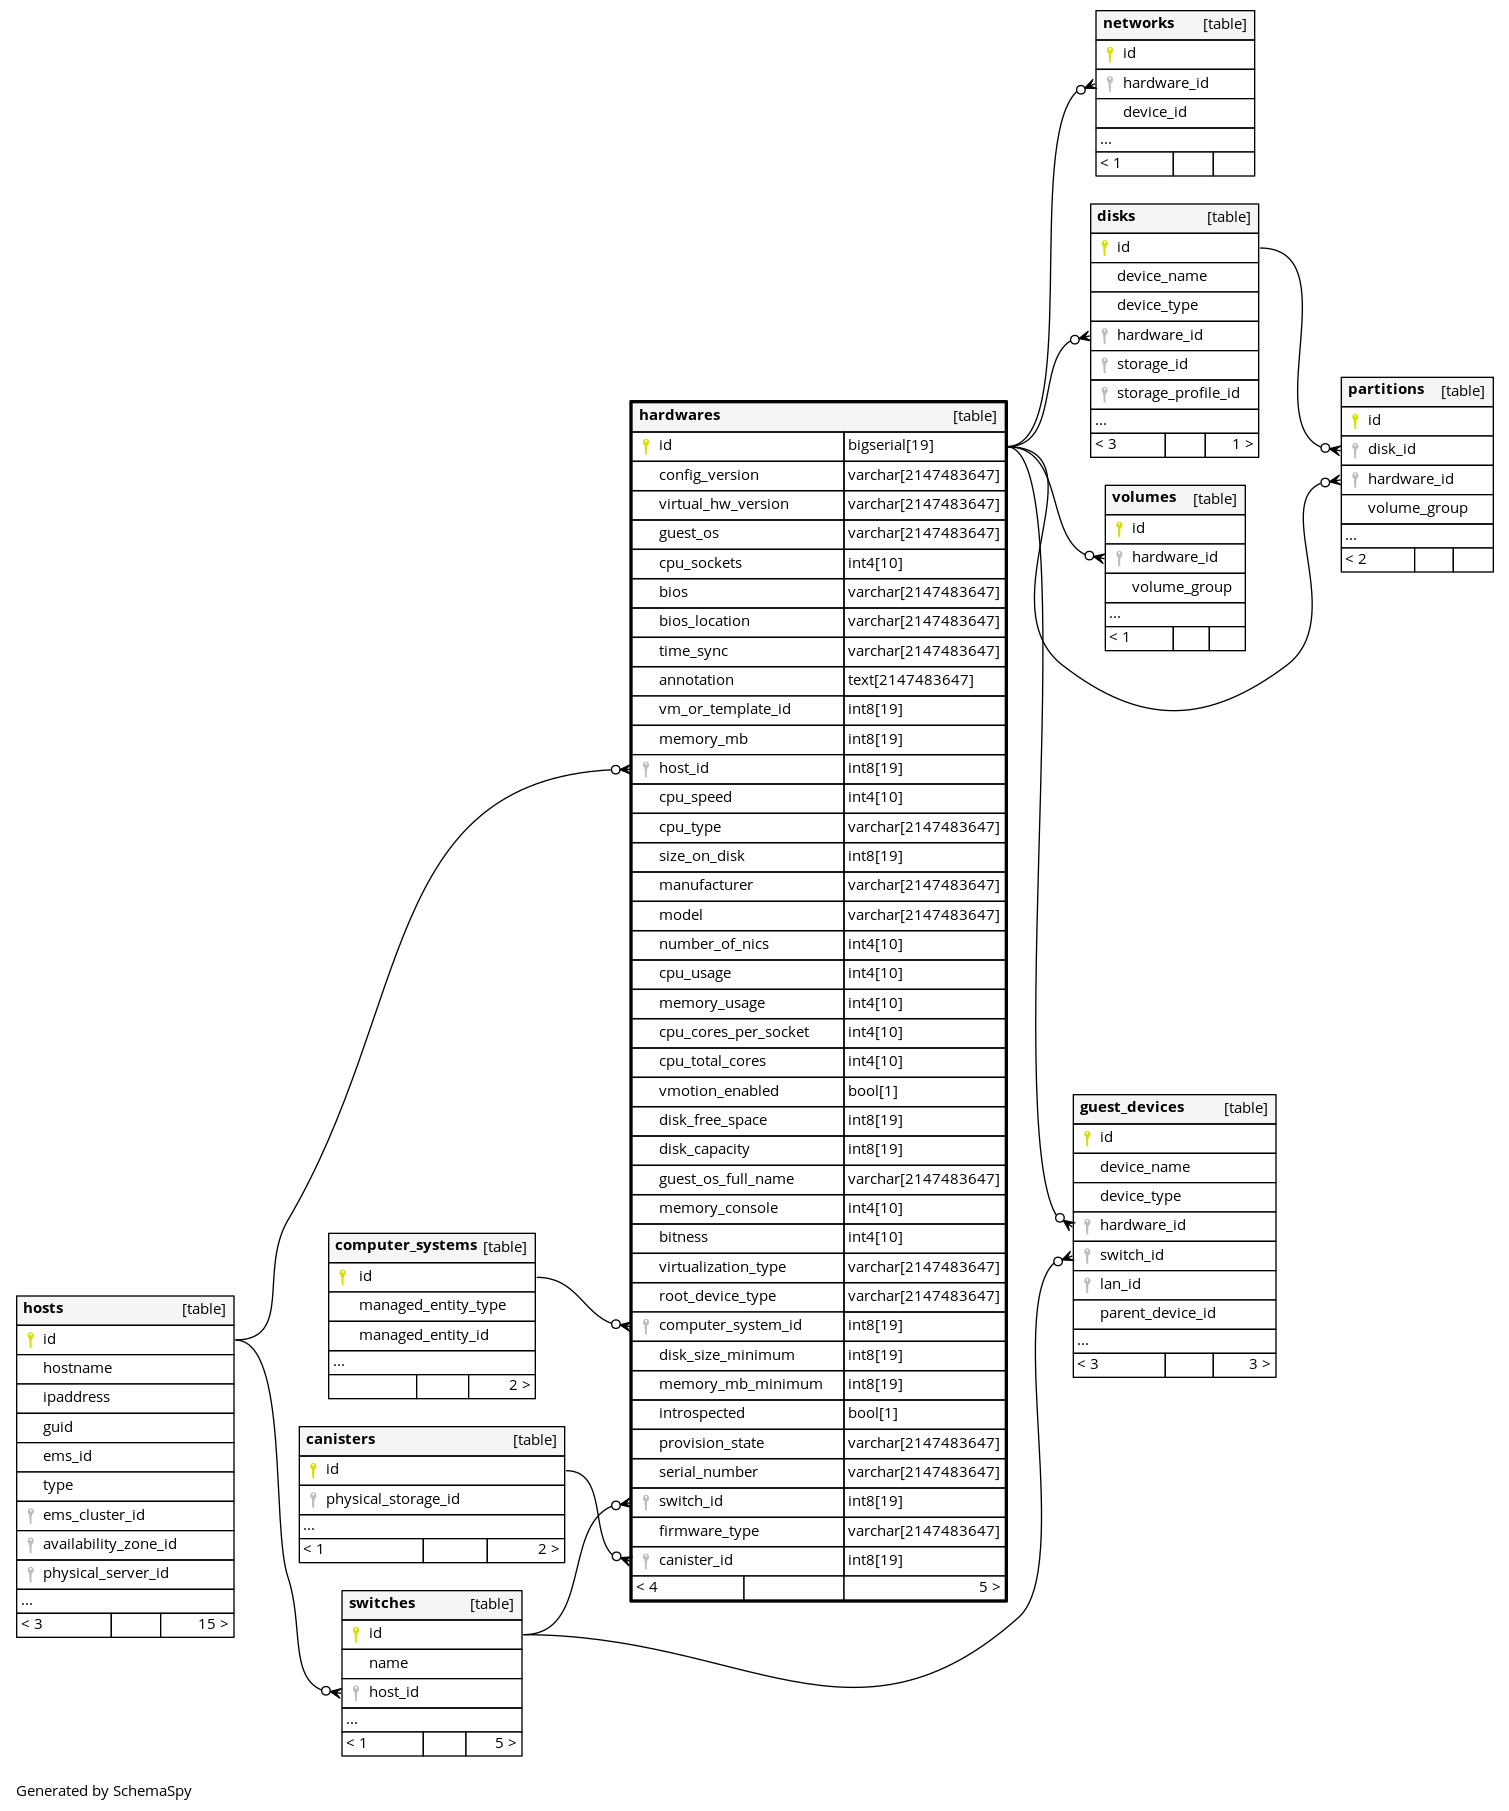 networks [table]
id
hardware_id
device_id
...
< 1
disks [table]
id
device_name
device_type
hardware_id
storage_id
storage_profile_id
...
< 3 1 >
partitions [table]
id
disk_id
hardware_id
volume_group
...
< 2
volumes [table]
id
hardware_id
volume_group
...
< 1
hardwares [table]
id bigserial[19]
config_version varchar[2147483647]
virtual_hw_version varchar[2147483647]
guest_os varchar[2147483647]
cpu_sockets int4[10]
bios varchar[2147483647]
bios_location varchar[2147483647]
time_sync varchar[2147483647]
annotation text[2147483647]
vm_or_template_id int8[19]
memory_mb int8[19]
host_id int8[19]
cpu_speed int4[10]
cpu_type varchar[2147483647]
size_on_disk int8[19]
manufacturer varchar[2147483647]
model varchar[2147483647]
number_of_nics int4[10]
cpu_usage int4[10]
memory_usage int4[10]
cpu_cores_per_socket int4[10]
cpu_total_cores int4[10]
vmotion_enabled bool[1]
disk_free_space int8[19]
disk_capacity int8[19]
guest_os_full_name varchar[2147483647]
memory_console int4[10]
bitness int4[10]
virtualization_type varchar[2147483647]
root_device_type varchar[2147483647]
computer_system_id int8[19]
disk_size_minimum int8[19]
memory_mb_minimum int8[19]
introspected bool[1]
provision_state varchar[2147483647]
serial_number varchar[2147483647]
switch_id int8[19]
firmware_type varchar[2147483647]
canister_id int8[19]
< 4 5 >
guest_devices [table]
id
device_name
device_type
hardware_id
switch_id
lan_id
parent_device_id
...
< 3 3 >
computer_systems [table]
id
managed_entity_type
managed_entity_id
...
2 >
hosts [table]
id
hostname
ipaddress
guid
ems_id
type
ems_cluster_id
availability_zone_id
physical_server_id
...
< 3 15 >
canisters [table]
id
physical_storage_id
...
< 1 2 >
switches [table]
id
name
host_id
...
< 1 5 >
Generated by SchemaSpy